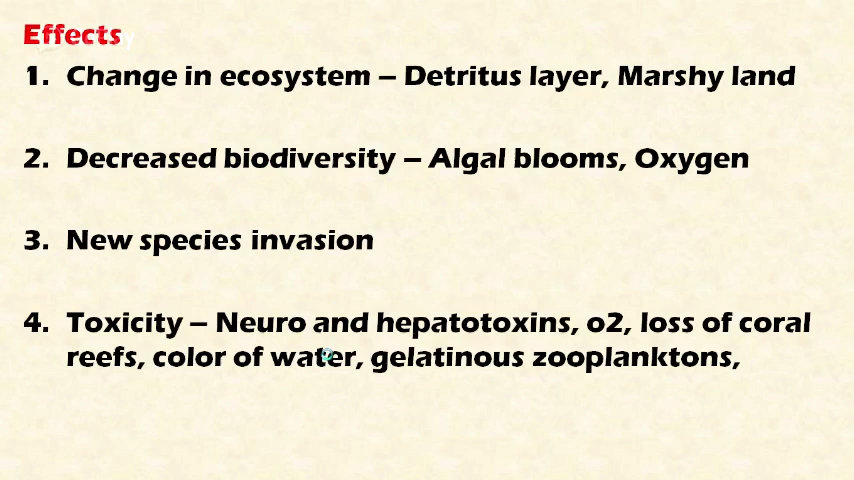 Effects
1. Change in ecosystem – Detritus layer, Marshy land
2. Decreased biodiversity – Algal blooms, Oxygen
3. New species invasion
4. Toxicity – Neuro and hepatotoxins, o2, loss of coral
reefs, color of water, gelatinous zooplanktons,